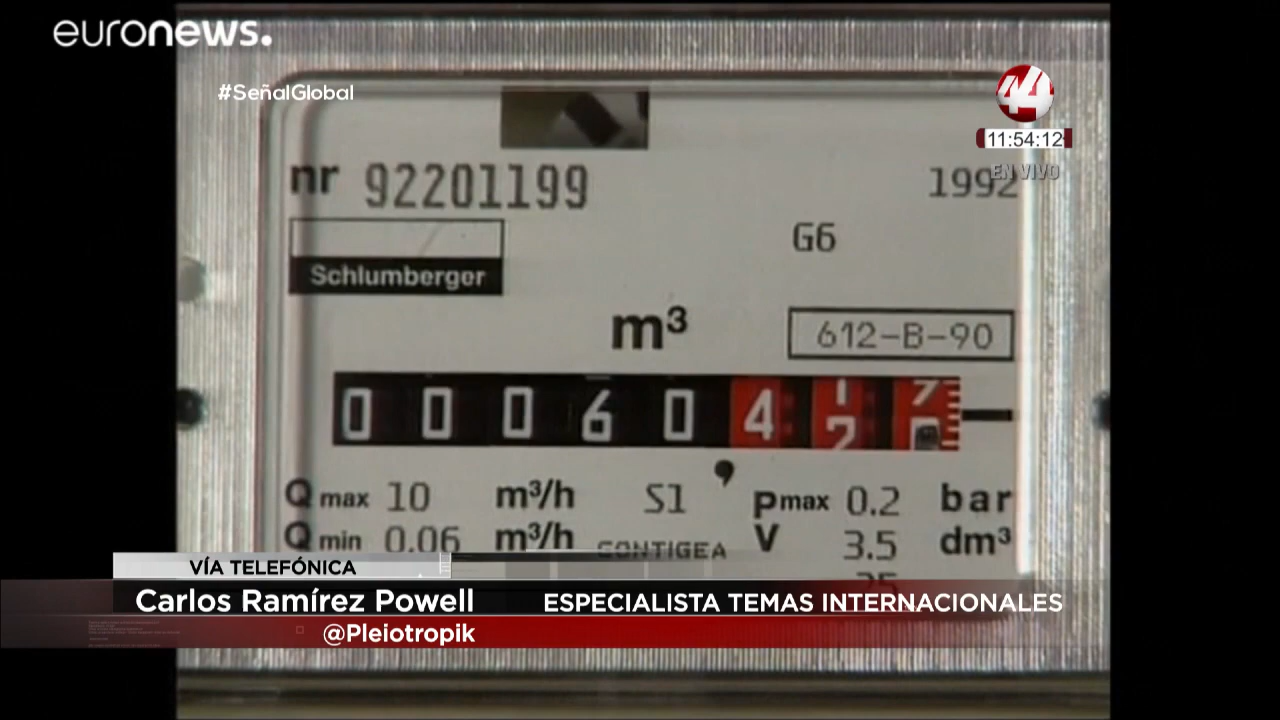 euronews.
#SeñalGlobal
44
11:54:12
EN VIVO
nr 92201199
1992
G6
Schlumberger
m³
612-B-90
0 0 0 6 0 4
Q max 10 m³/h S1 Pmax 0.2 bar
Q min 0.06 m³/h CONTIGEA V 3.5 dm³
VÍA TELEFÓNICA
Carlos Ramírez Powell ESPECIALISTA TEMAS INTERNACIONALES
@Pleiotropik